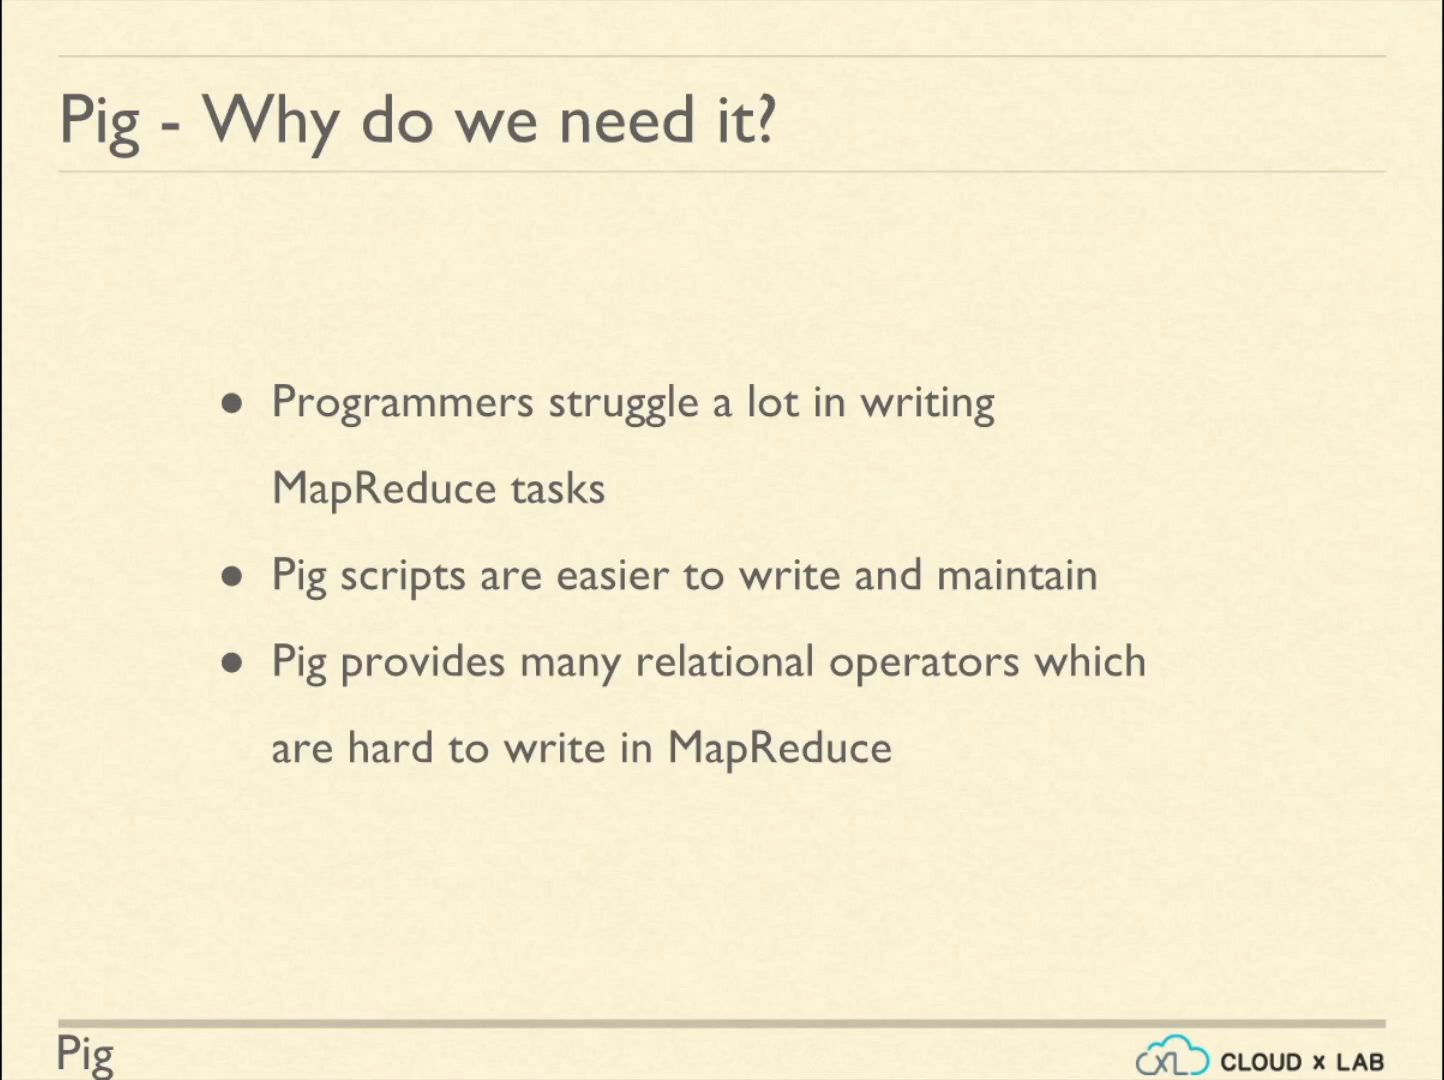 Pig - Why do we need it?
● Programmers struggle a lot in writing
MapReduce tasks
● Pig scripts are easier to write and maintain
● Pig provides many relational operators which
are hard to write in MapReduce
Pig
CXL CLOUD x LAB